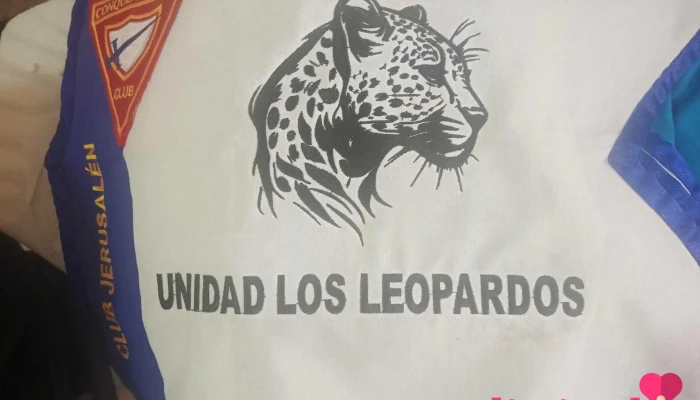 CLUB
CLUB JERUSALÉN
UNIDAD LOS LEOPARDOS